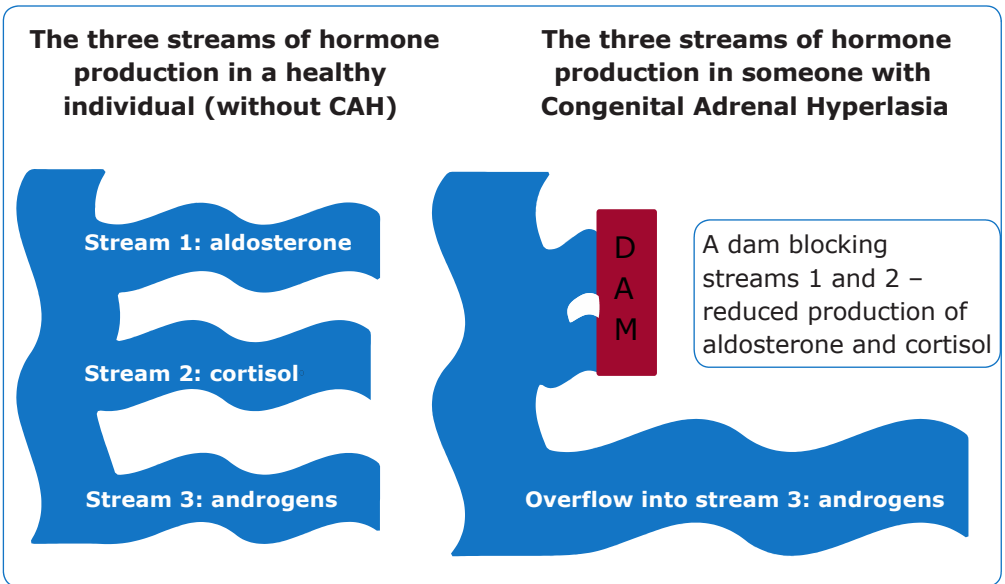 The three streams of hormone
production in a healthy
individual (without CAH)
The three streams of hormone
production in someone with
Congenital Adrenal Hyperlasia
Stream 1: aldosterone
Stream 2: cortisol
Stream 3: androgens
D
A
M
A dam blocking
streams 1 and 2 –
reduced production of
aldosterone and cortisol
Overflow into stream 3: androgens